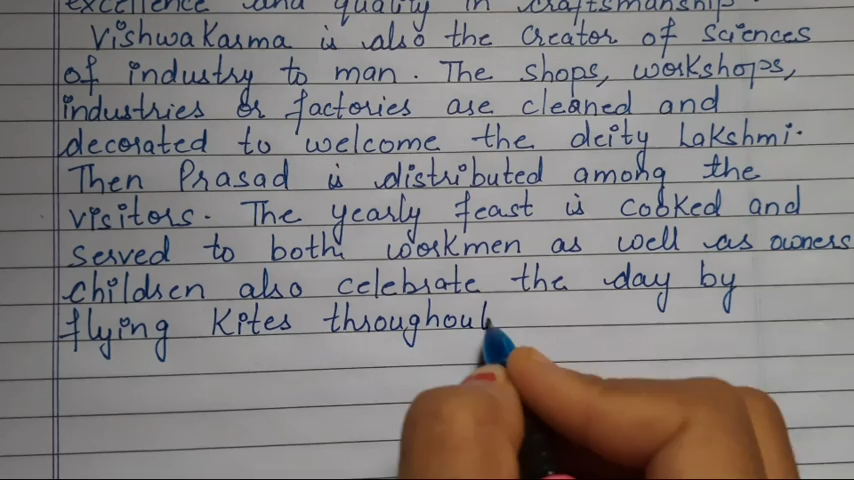 excellence and quality in craftsmanship.
Vishwakarma is also the creator of sciences
of industry to man. The shops, workshops,
industries or factories are cleaned and
decorated to welcome the deity Lakshmi.
Then Prasad is distributed among the
visitors. The yearly feast is cooked and
served to both workmen as well as owners
children also celebrate the day by
flying kites throughout